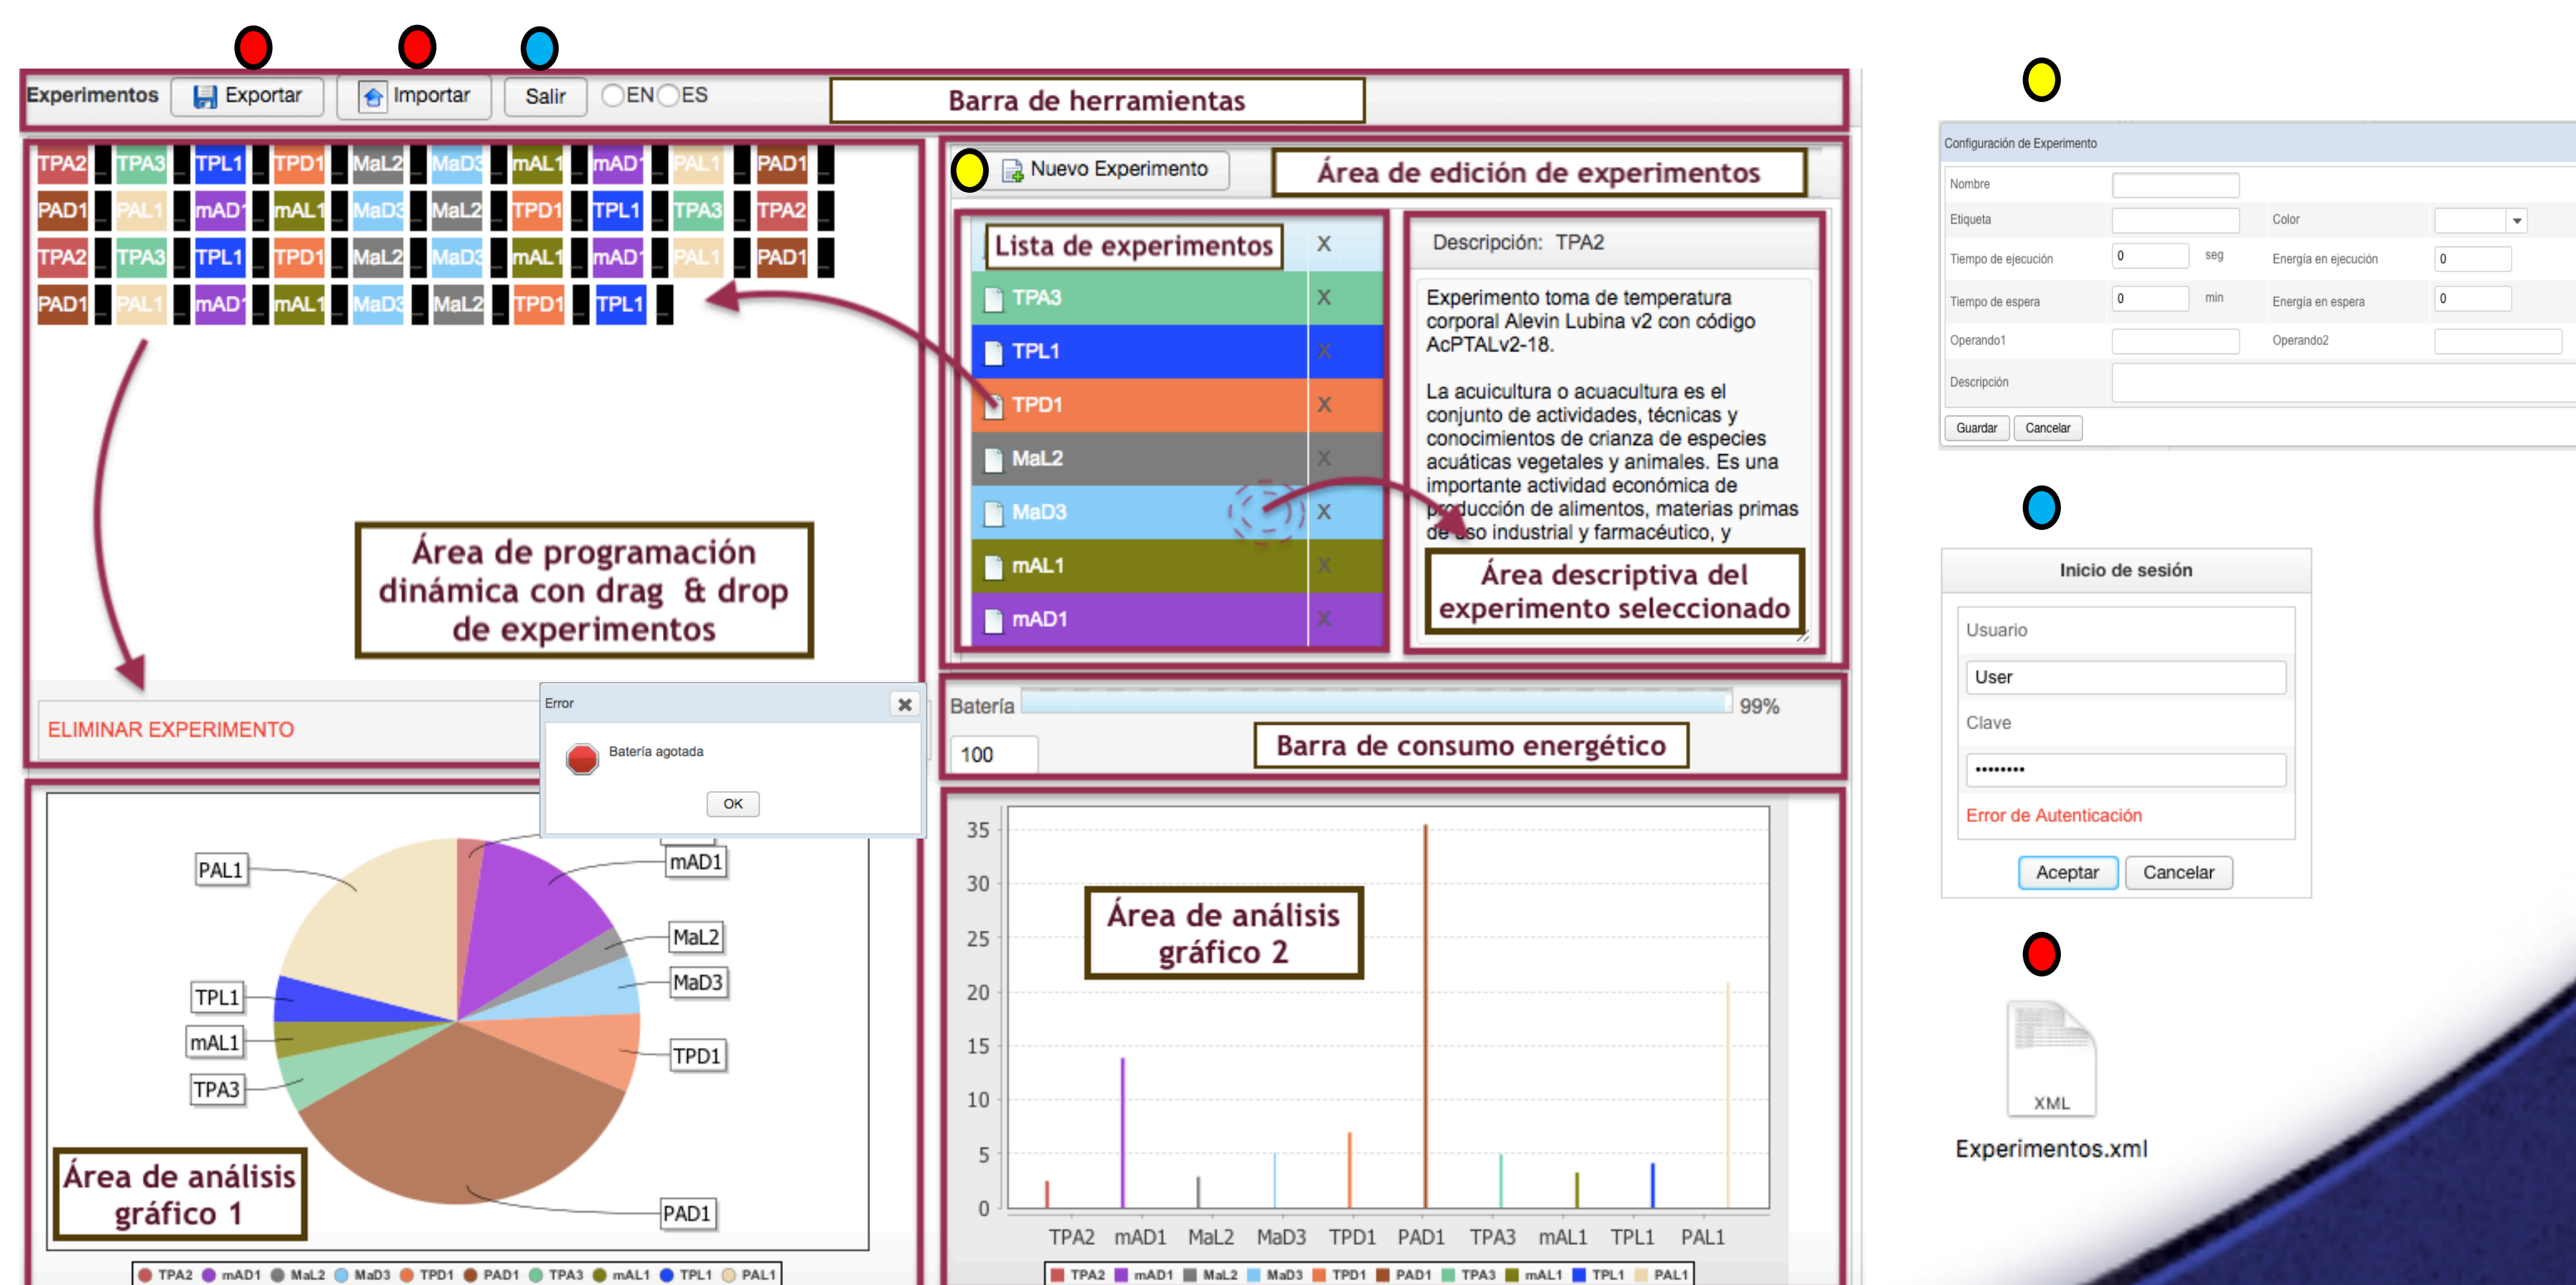 Experimentos Exportar Importar Salir EN ES
Barra de herramientas
TPA2 _ TPA3 _ TPL1 _ TPD1 _ MaL2 _ MaD3 _ mAL1 _ mAD1 _ PAL1 _ PAD1 _
PAD1 _ PAL1 _ mAD1 _ mAL1 _ MaD3 _ MaL2 _ TPD1 _ TPL1 _ TPA3 _ TPA2 _
TPA2 _ TPA3 _ TPL1 _ TPD1 _ MaL2 _ MaD3 _ mAL1 _ mAD1 _ PAL1 _ PAD1 _
PAD1 _ PAL1 _ mAD1 _ mAL1 _ MaD3 _ MaL2 _ TPD1 _ TPL1 _
Área de programación
dinámica con drag & drop
de experimentos
ELIMINAR EXPERIMENTO
Error
Batería agotada
OK
Nuevo Experimento
Área de edición de experimentos
Lista de experimentos X
TPA3 X
TPL1 X
TPD1 X
MaL2 X
MaD3 X
mAL1 X
mAD1 X
Descripción: TPA2
Experimento toma de temperatura
corporal Alevin Lubina v2 con código
AcPTALv2-18.
La acuicultura o acuacultura es el
conjunto de actividades, técnicas y
conocimientos de crianza de especies
acuáticas vegetales y animales. Es una
importante actividad económica de
producción de alimentos, materias primas
de uso industrial y farmacéutico, y
Área descriptiva del
experimento seleccionado
Batería 99%
100
Barra de consumo energético
PAL1
mAD1
MaL2
MaD3
TPL1
mAL1
TPD1
TPA3
PAD1
Área de análisis
gráfico 1
TPA2 mAD1 MaL2 MaD3 TPD1 PAD1 TPA3 mAL1 TPL1 PAL1
35
30
25
20
15
10
5
0
Área de análisis
gráfico 2
TPA2 mAD1 MaL2 MaD3 TPD1 PAD1 TPA3 mAL1 TPL1 PAL1
TPA2 mAD1 MaL2 MaD3 TPD1 PAD1 TPA3 mAL1 TPL1 PAL1
Configuración de Experimento
Nombre
Etiqueta Color
Tiempo de ejecución 0 seg Energía en ejecución 0
Tiempo de espera 0 min Energía en espera 0
Operando1 Operando2
Descripción
Guardar Cancelar
Inicio de sesión
Usuario
User
Clave
••••••••
Error de Autenticación
Aceptar Cancelar
XML
Experimentos.xml